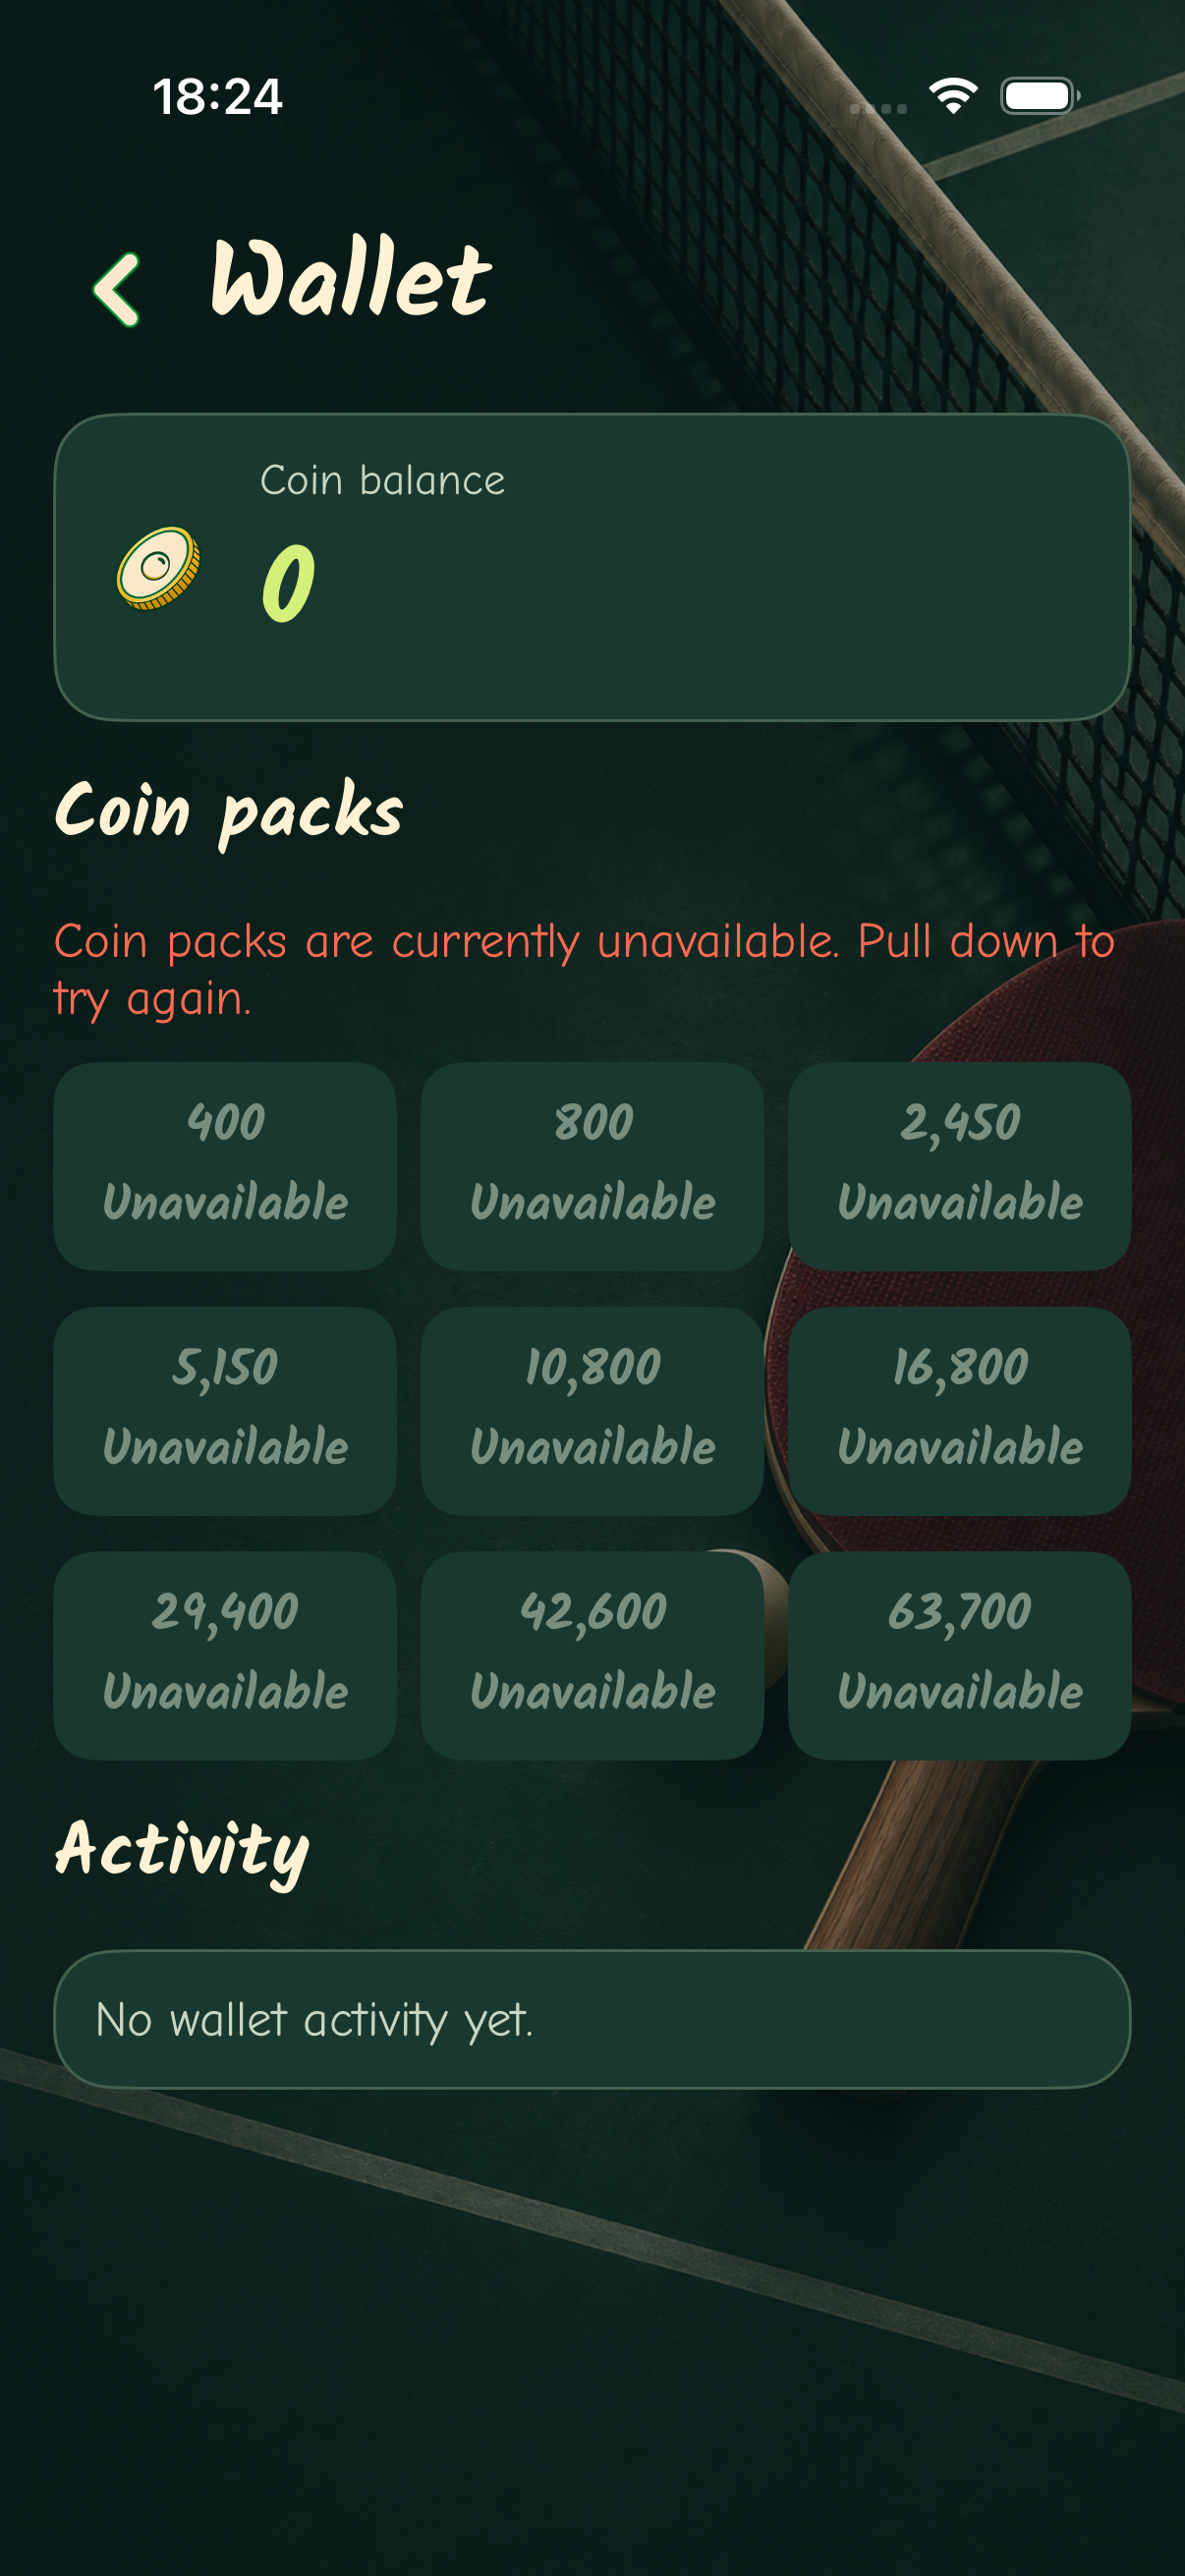 18:24
Wallet
Coin balance
0
Coin packs
Coin packs are currently unavailable. Pull down to
try again.
400
Unavailable
800
Unavailable
2,450
Unavailable
5,150
Unavailable
10,800
Unavailable
16,800
Unavailable
29,400
Unavailable
42,600
Unavailable
63,700
Unavailable
Activity
No wallet activity yet.